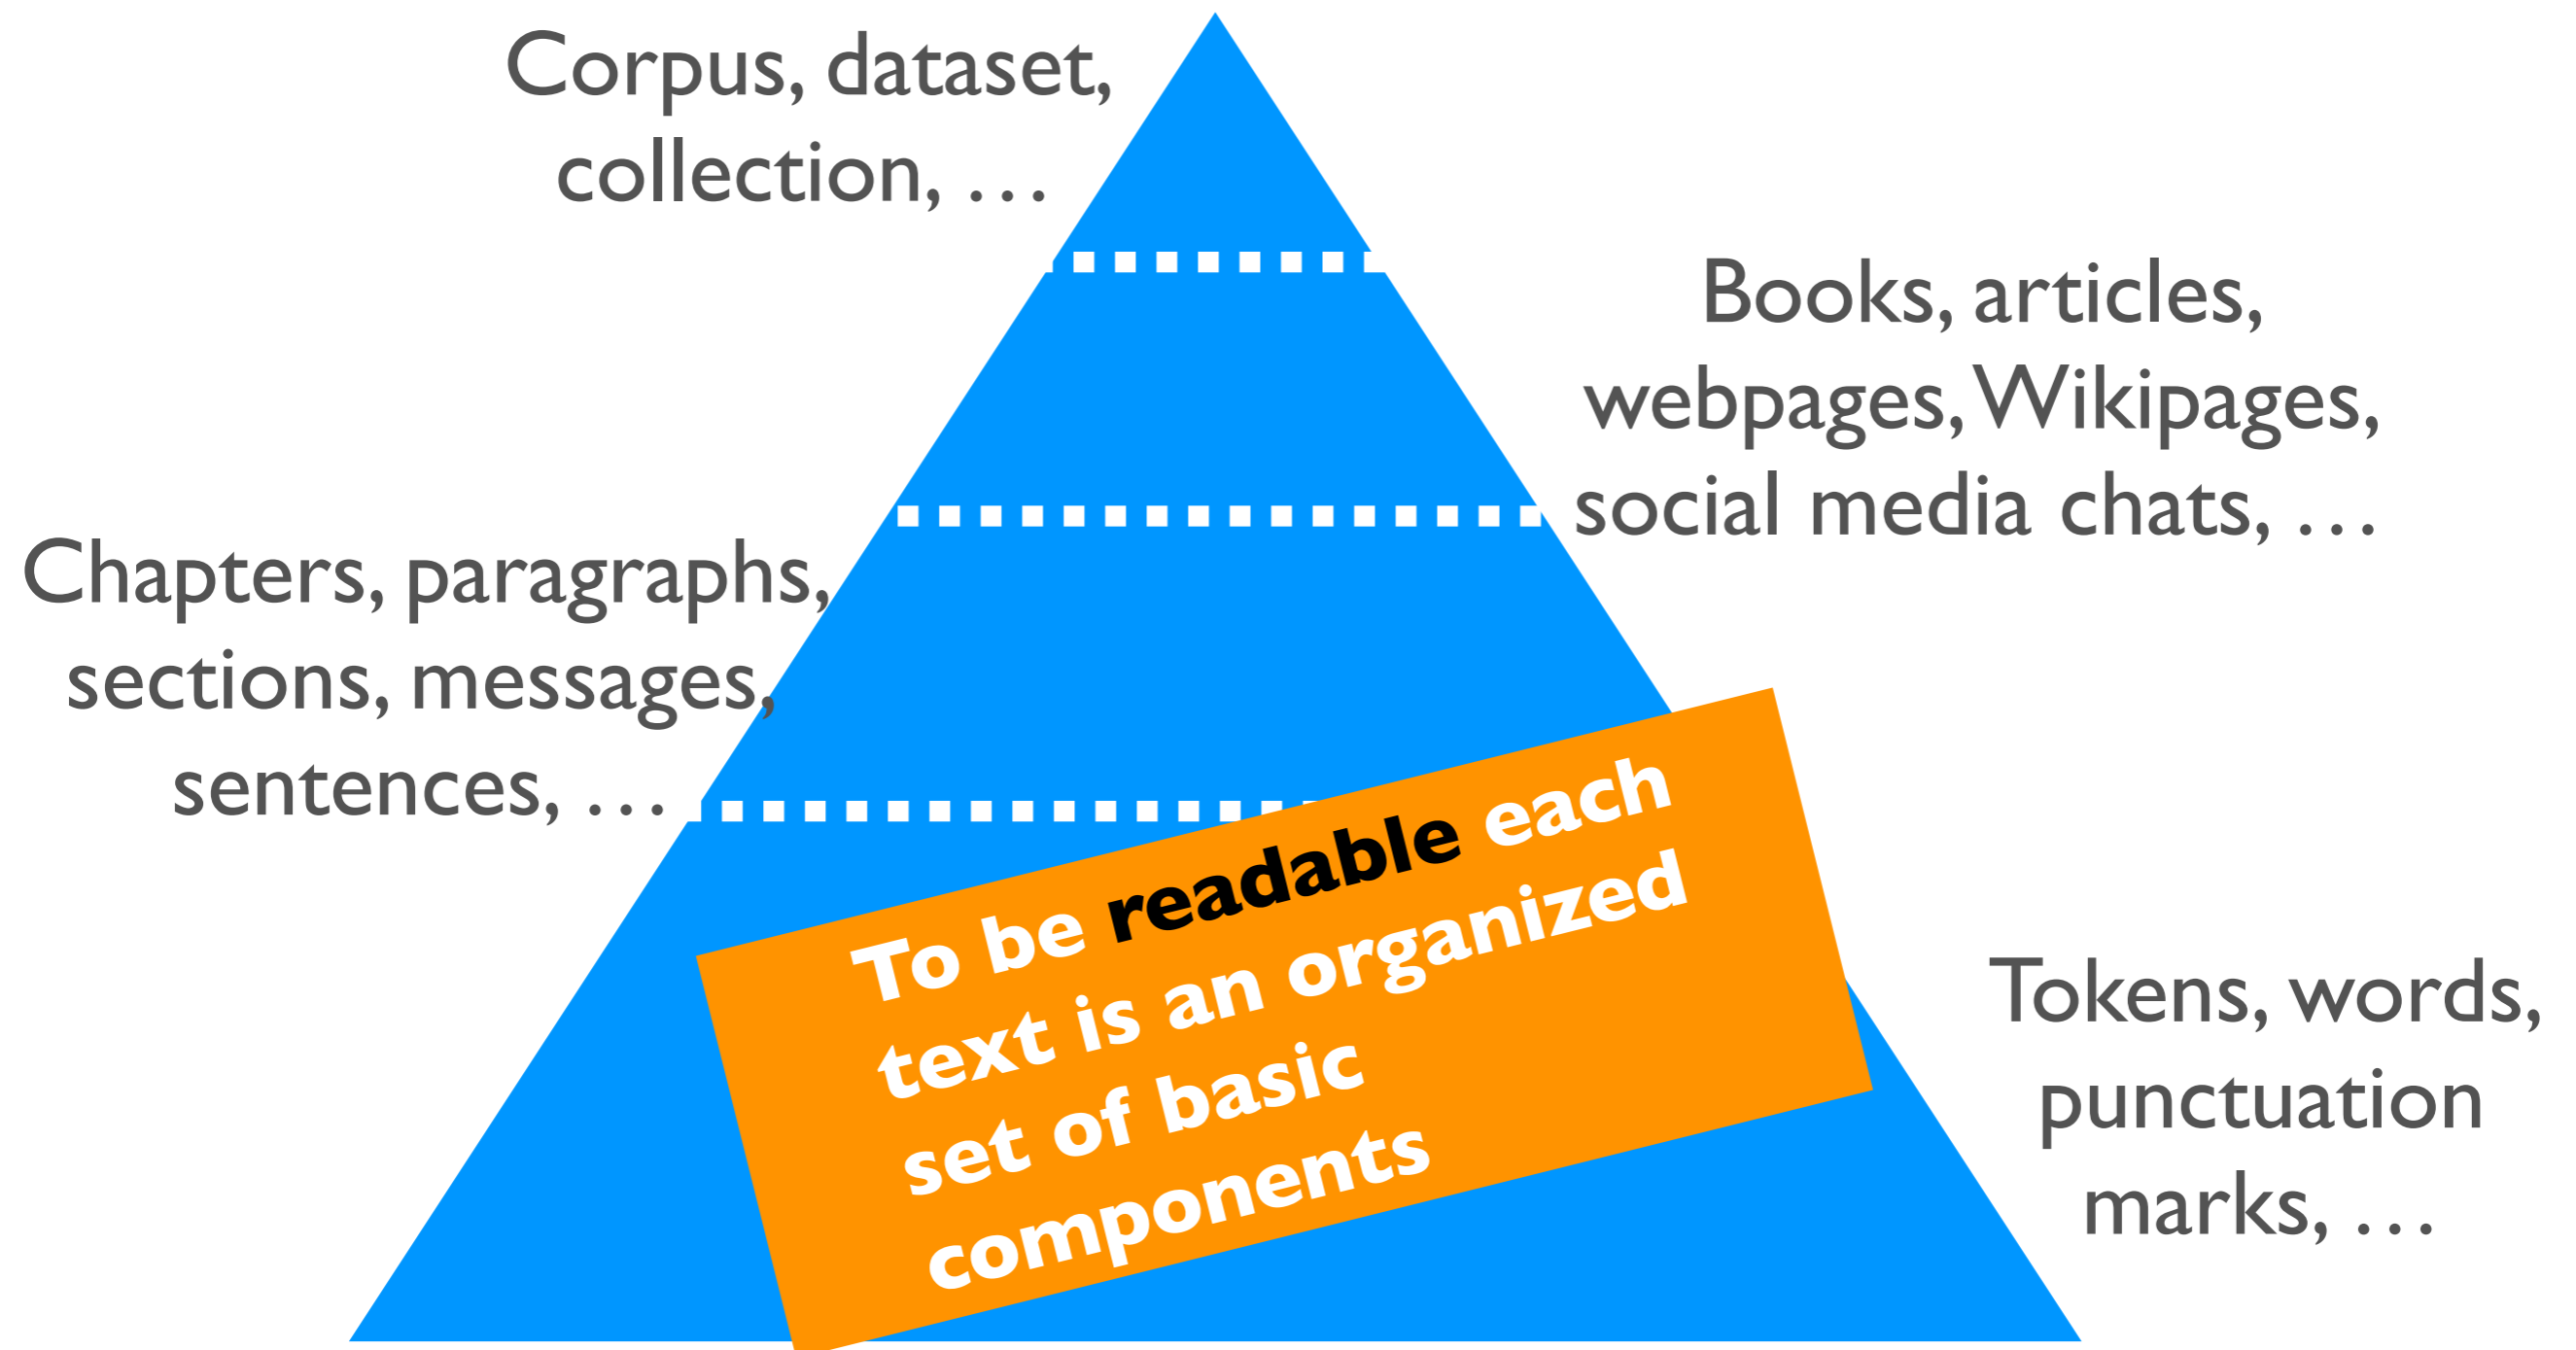 Corpus, dataset,
collection, …
Books, articles,
webpages, Wikipages,
social media chats, …
Chapters, paragraphs,
sections, messages,
sentences, …
To be readable each
text is an organized
set of basic
components
Tokens, words,
punctuation
marks, …